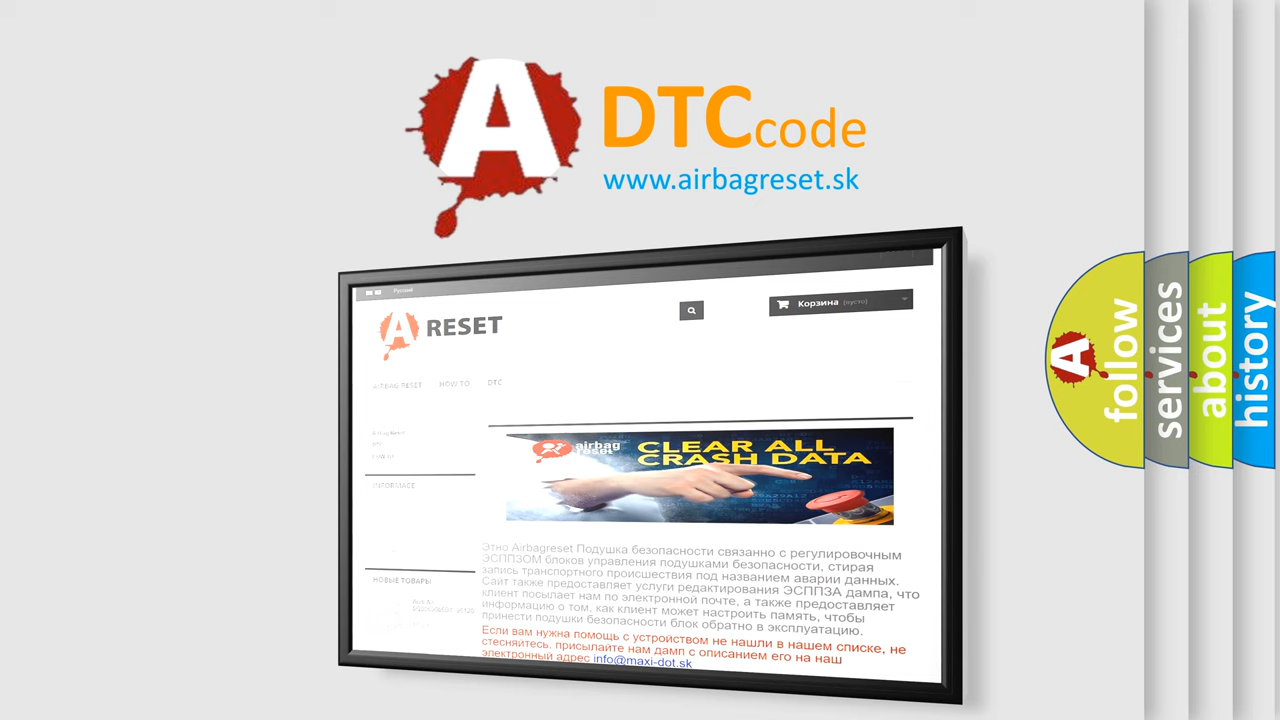 A
DTCcode
www.airbagreset.sk
Русский
A RESET
Корзина (пусто)
AIRBAG RESET HOW TO DTC
Airbag Reset
DTC
INFORMACE
НОВЫЕ ТОВАРЫ
airbag
reset
CLEAR ALL
CRASH DATA
Этно Airbagreset Подушка безопасности связанно с регулировочным
ЭСППЗОМ блоков управления подушками безопасности, стирая
запись транспортного происшествия под названием аварии данных.
Сайт также предоставляет услуги редактирования ЭСППЗА дампа, что
клиент посылает нам по электронной почте, а также предоставляет
информацию о том, как клиент может настроить память, чтобы
принести подушки безопасности блок обратно в эксплуатацию.
Если вам нужна помощь с устройством не нашли в нашем списке, не
стесняйтесь, присылайте нам дамп с описанием его на наш
электронный адрес info@maxi-dot.sk
A
follow
services
about
history